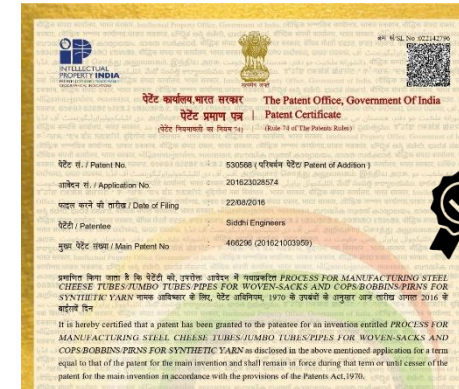 क्रम सं/SL No :022142796
INTELLECTUAL
PROPERTY INDIA
पेटेंट कार्यालय,भारत सरकार The Patent Office, Government Of India
पेटेंट प्रमाण पत्र Patent Certificate
(पेटेंट नियमावली का नियम 74) (Rule 74 of The Patents Rules)
पेटेंट सं. / Patent No. : 530568 ( परिवर्धन पेटेंट/ Patent of Addition )
आवेदन सं. / Application No. : 201623028574
फाइल करने की तारीख / Date of Filing : 22/08/2016
पेटेंटी / Patentee : Siddhi Engineers
मुख्य पेटेंट संख्या / Main Patent No : 466296 (201621003959)
प्रमाणित किया जाता है कि पेटेंटी को, उपरोक्त आवेदन में यथाप्रकटित PROCESS FOR MANUFACTURING STEEL
CHEESE TUBES/JUMBO TUBES/PIPES FOR WOVEN-SACKS AND COPS/BOBBINS/PIRNS FOR
SYNTHETIC YARN नामक आविष्कार के लिए, पेटेंट अधिनियम, 1970 के उपबंधों के अनुसार आज तारीख अगस्त 2016 के
बाईसवें दिन
It is hereby certified that a patent has been granted to the patentee for an invention entitled PROCESS FOR
MANUFACTURING STEEL CHEESE TUBES/JUMBO TUBES/PIPES FOR WOVEN-SACKS AND
COPS/BOBBINS/PIRNS FOR SYNTHETIC YARN as disclosed in the above mentioned application for a term
equal to that of the patent for the main invention and shall remain in force during that term or until cesser of the
patent for the main invention in accordance with the provisions of the Patents Act,1970.